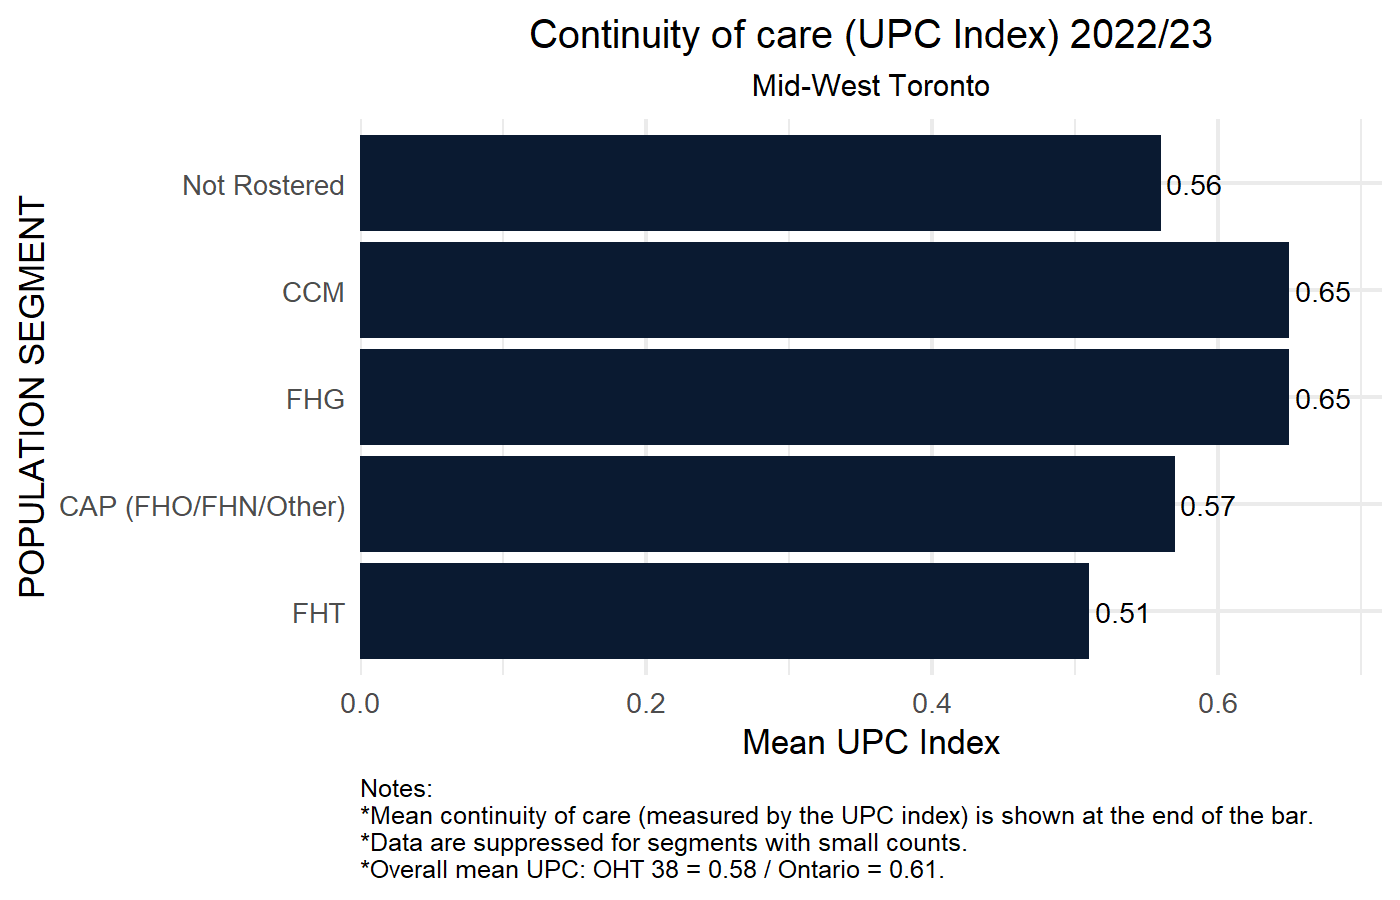 Continuity of care (UPC Index) 2022/23
Mid-West Toronto
POPULATION SEGMENT
Not Rostered
0.56
CCM
0.65
FHG
0.65
CAP (FHO/FHN/Other)
0.57
FHT
0.51
0.0
0.2
0.4
0.6
Mean UPC Index
Notes:
*Mean continuity of care (measured by the UPC index) is shown at the end of the bar.
*Data are suppressed for segments with small counts.
*Overall mean UPC: OHT 38 = 0.58 / Ontario = 0.61.